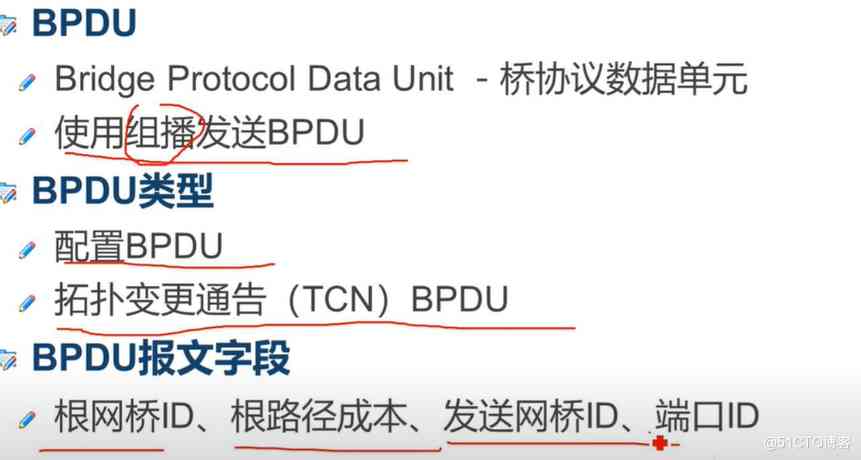 BPDU
Bridge Protocol Data Unit - 桥协议数据单元
使用组播发送BPDU
BPDU类型
配置BPDU
拓扑变更通告（TCN）BPDU
BPDU报文字段
根网桥ID、根路径成本、发送网桥ID、端口ID
@51CTO博客